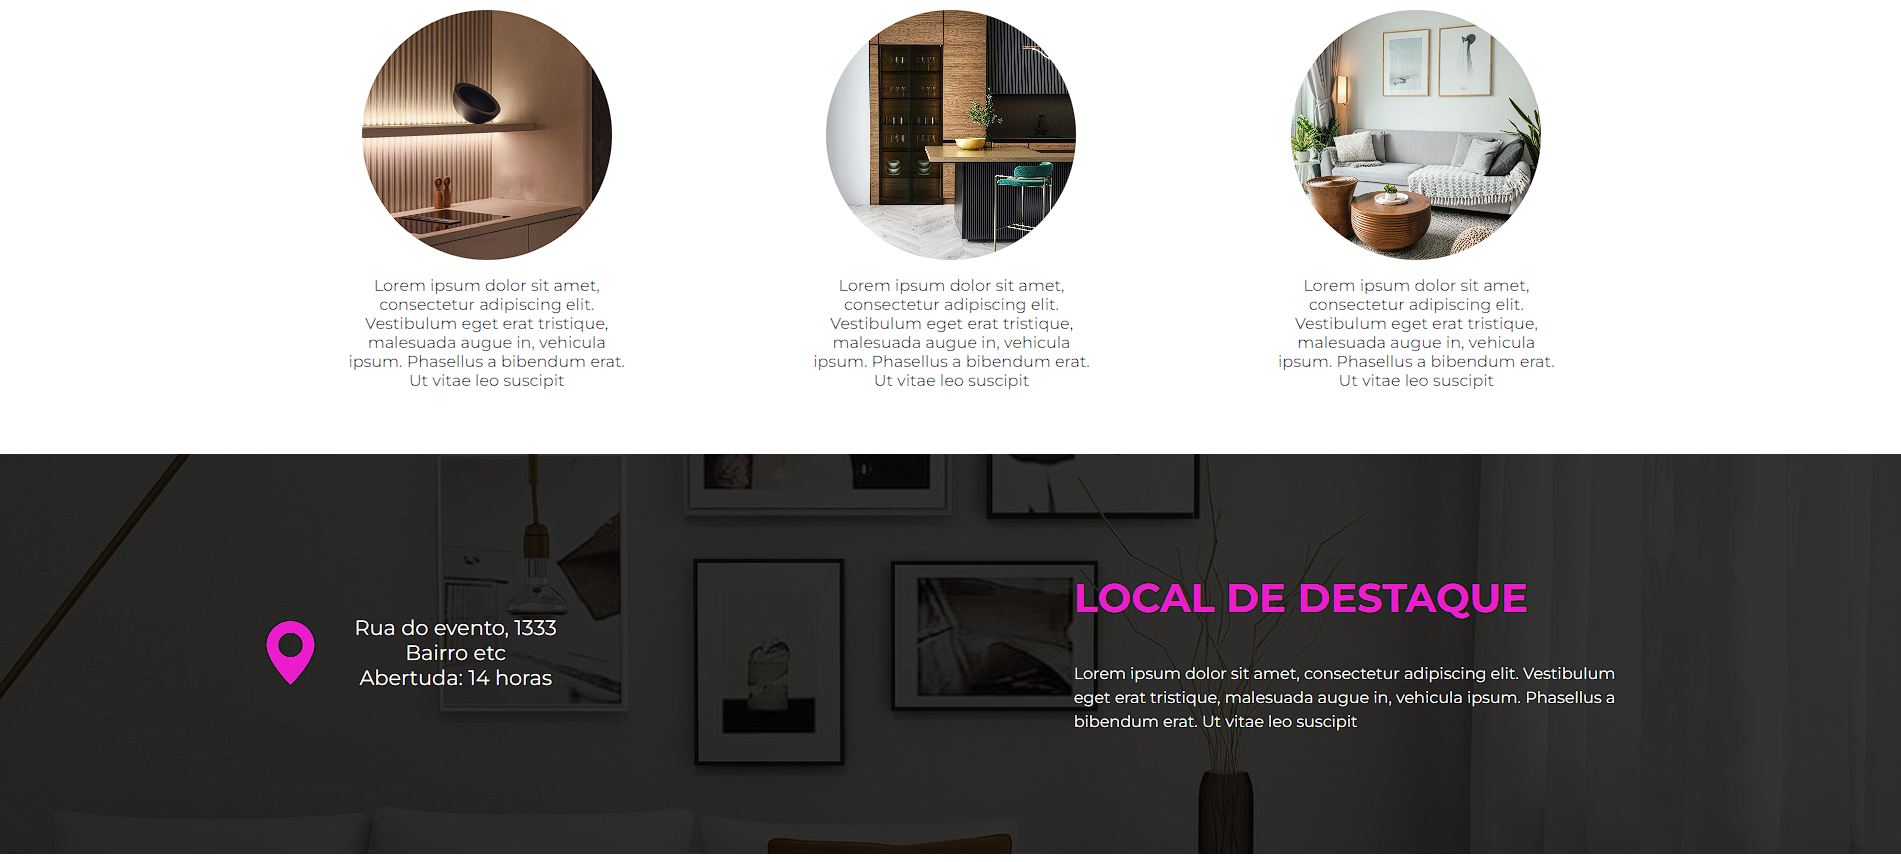 Lorem ipsum dolor sit amet,
consectetur adipiscing elit.
Vestibulum eget erat tristique,
malesuada augue in, vehicula
ipsum. Phasellus a bibendum erat.
Ut vitae leo suscipit
Lorem ipsum dolor sit amet,
consectetur adipiscing elit.
Vestibulum eget erat tristique,
malesuada augue in, vehicula
ipsum. Phasellus a bibendum erat.
Ut vitae leo suscipit
Lorem ipsum dolor sit amet,
consectetur adipiscing elit.
Vestibulum eget erat tristique,
malesuada augue in, vehicula
ipsum. Phasellus a bibendum erat.
Ut vitae leo suscipit
Rua do evento, 1333
Bairro etc
Abertuda: 14 horas
LOCAL DE DESTAQUE
Lorem ipsum dolor sit amet, consectetur adipiscing elit. Vestibulum
eget erat tristique, malesuada augue in, vehicula ipsum. Phasellus a
bibendum erat. Ut vitae leo suscipit